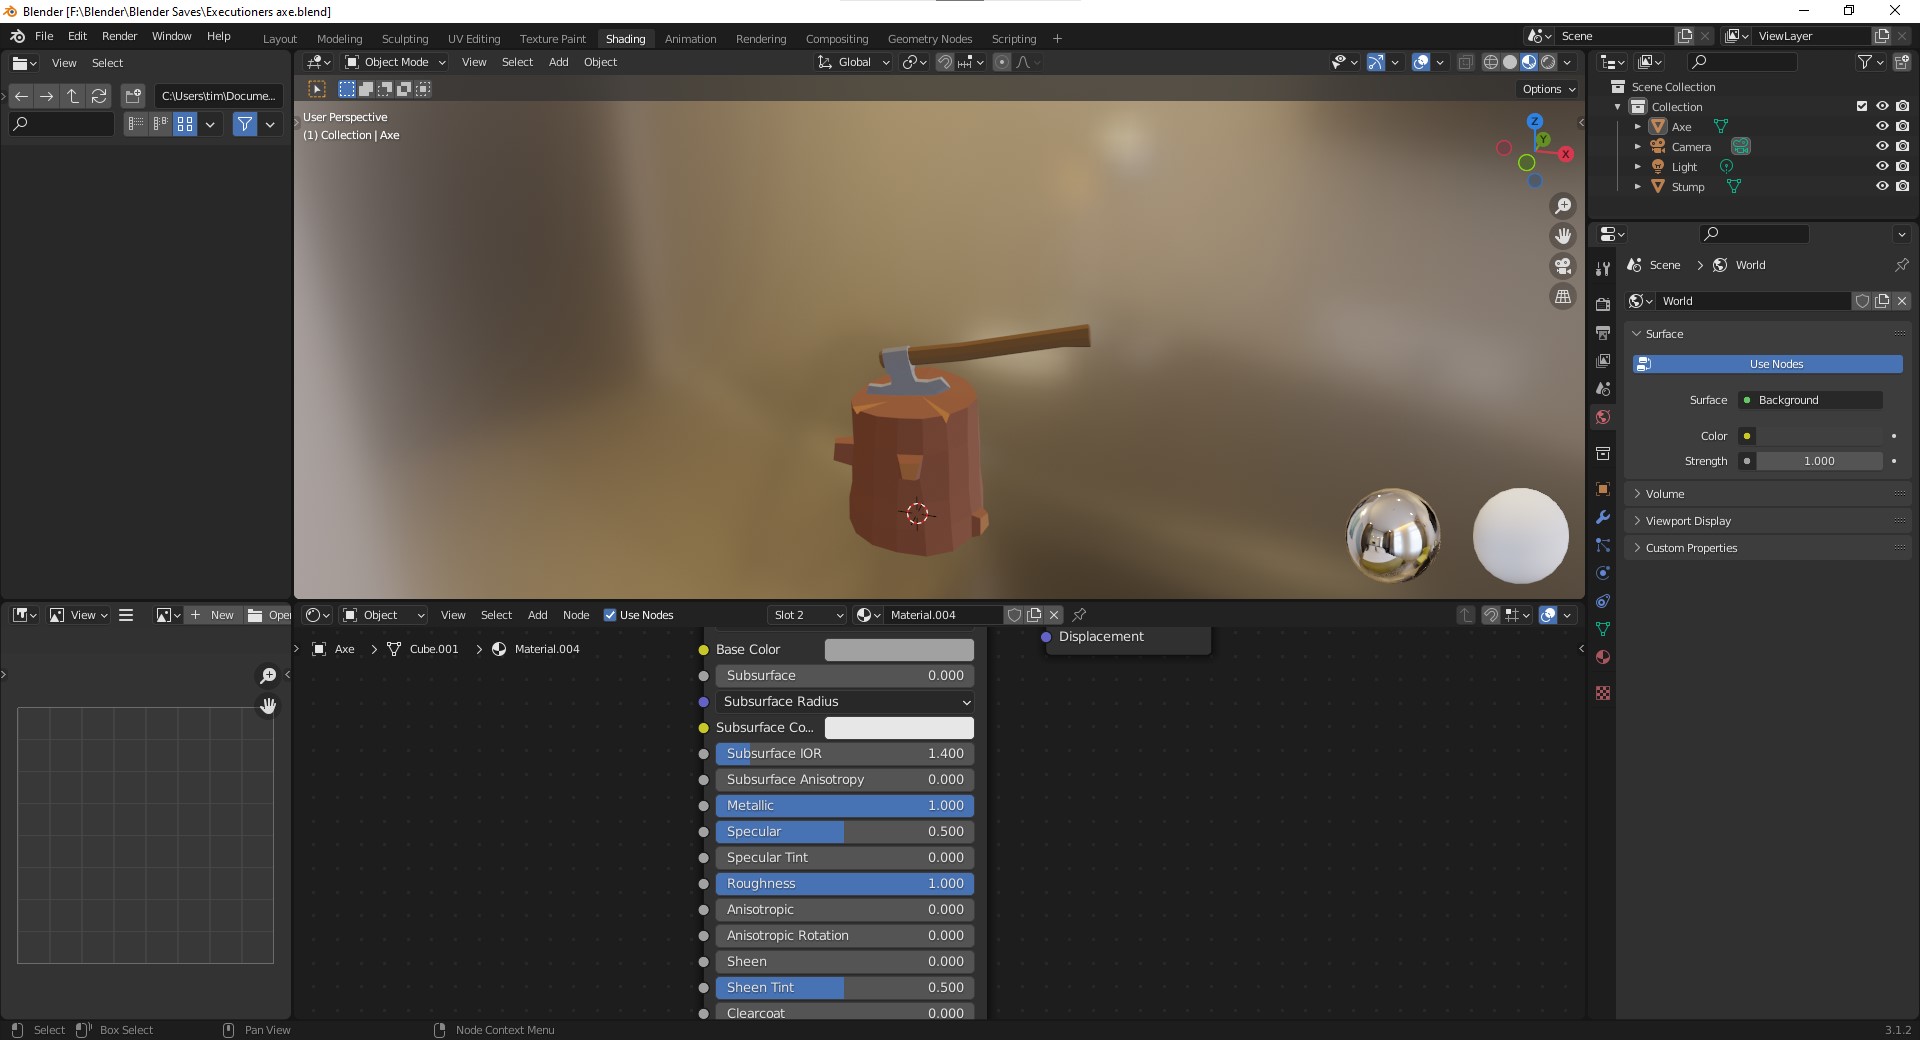 Blender [F:\Blender\Blender Saves\Executioners axe.blend]
File Edit Render Window Help
Layout Modeling Sculpting UV Editing Texture Paint Shading Animation Rendering Compositing Geometry Nodes Scripting +
Scene
ViewLayer
View Select
C:\Users\tim\Docume...
Object Mode View Select Add Object
Global
Options
User Perspective
(1) Collection | Axe
Z
Y
X
Scene Collection
Collection
Axe
Camera
Light
Stump
Scene > World
World
Surface
Use Nodes
Surface Background
Color
Strength 1.000
Volume
Viewport Display
Custom Properties
View
+ New
Oper
Object View Select Add Node Use Nodes
Slot 2
Material.004
Axe > Cube.001 > Material.004
Displacement
Base Color
Subsurface 0.000
Subsurface Radius
Subsurface Co...
Subsurface IOR 1.400
Subsurface Anisotropy 0.000
Metallic 1.000
Specular 0.500
Specular Tint 0.000
Roughness 1.000
Anisotropic 0.000
Anisotropic Rotation 0.000
Sheen 0.000
Sheen Tint 0.500
Clearcoat 0.000
Select Box Select Pan View Node Context Menu
3.1.2